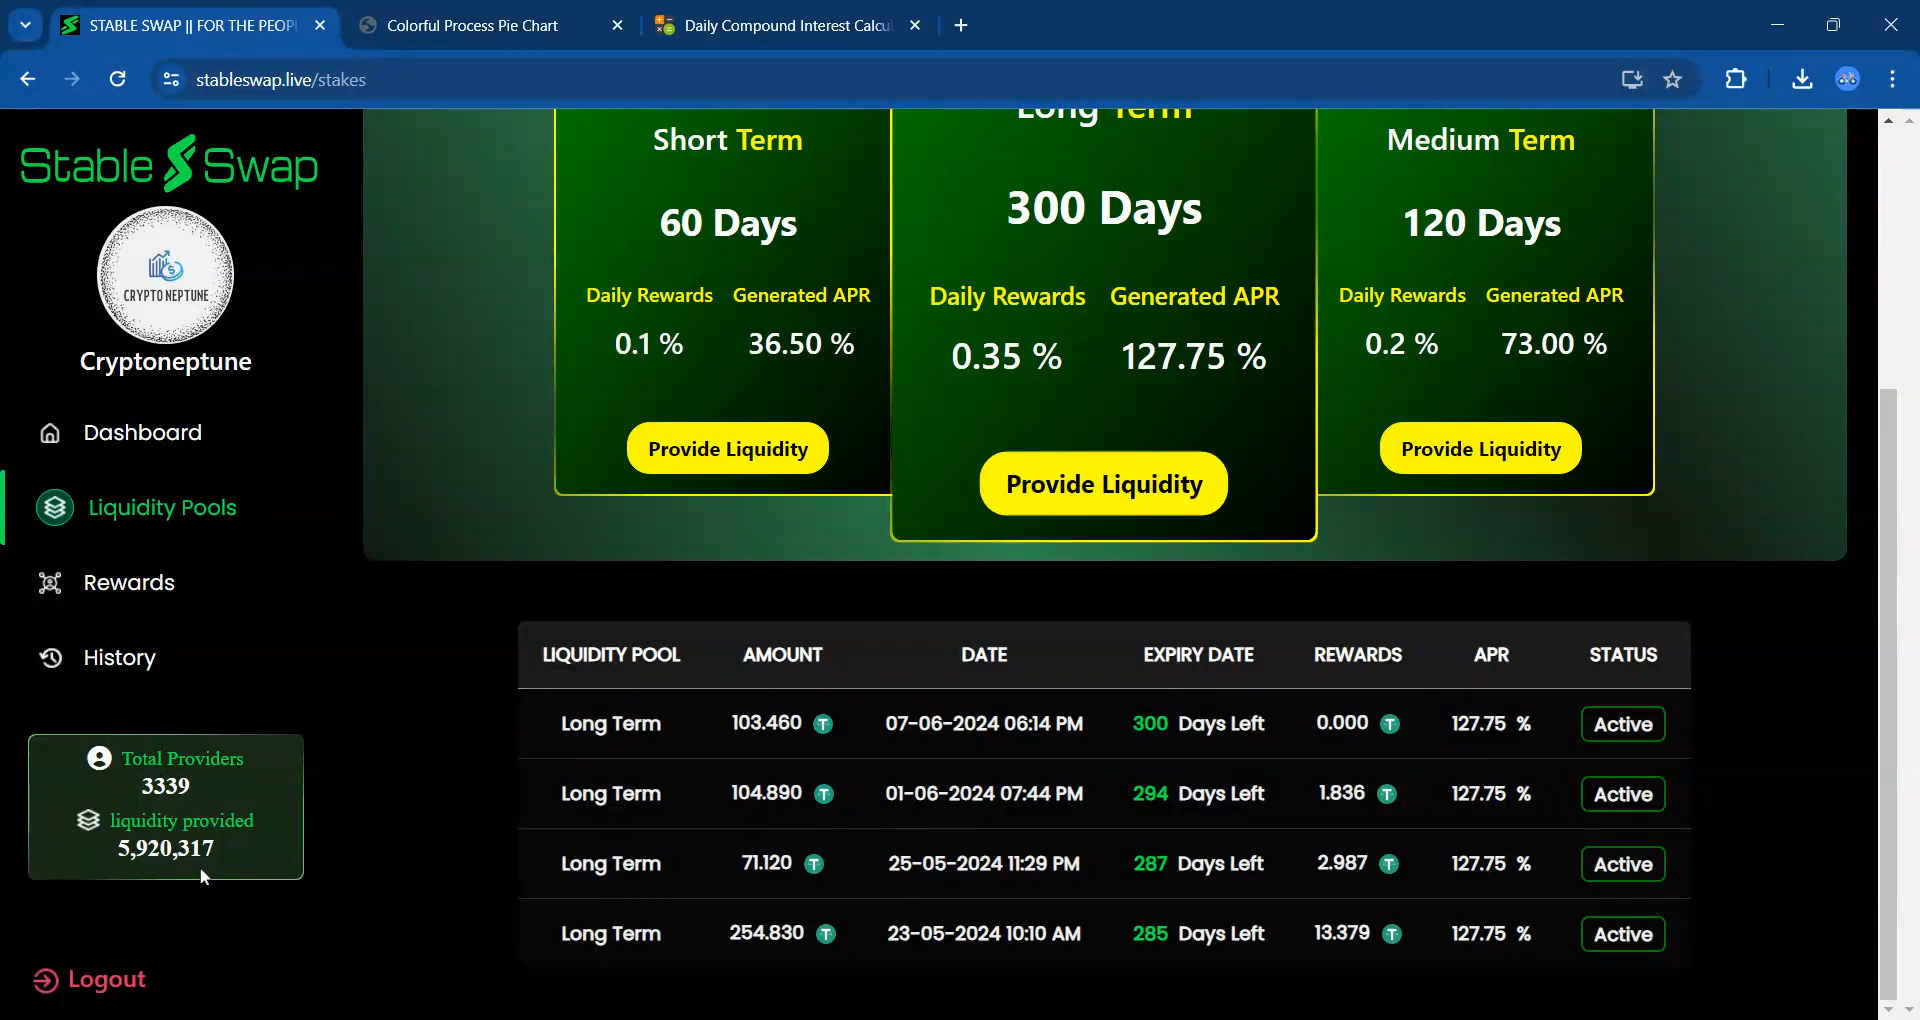 STABLE SWAP || FOR THE PEOPL
Colorful Process Pie Chart
Daily Compound Interest Calcu
stableswap.live/stakes
Stable Swap
CRYPTO NEPTUNE
Cryptoneptune
Dashboard
Liquidity Pools
Rewards
History
Total Providers
3339
liquidity provided
5,920,317
Logout
Short Term
60 Days
Daily Rewards Generated APR
0.1 % 36.50 %
Provide Liquidity
Long Term
300 Days
Daily Rewards Generated APR
0.35 % 127.75 %
Provide Liquidity
Medium Term
120 Days
Daily Rewards Generated APR
0.2 % 73.00 %
Provide Liquidity
LIQUIDITY POOL AMOUNT DATE EXPIRY DATE REWARDS APR STATUS
Long Term 103.460 07-06-2024 06:14 PM 300 Days Left 0.000 127.75 % Active
Long Term 104.890 01-06-2024 07:44 PM 294 Days Left 1.836 127.75 % Active
Long Term 71.120 25-05-2024 11:29 PM 287 Days Left 2.987 127.75 % Active
Long Term 254.830 23-05-2024 10:10 AM 285 Days Left 13.379 127.75 % Active